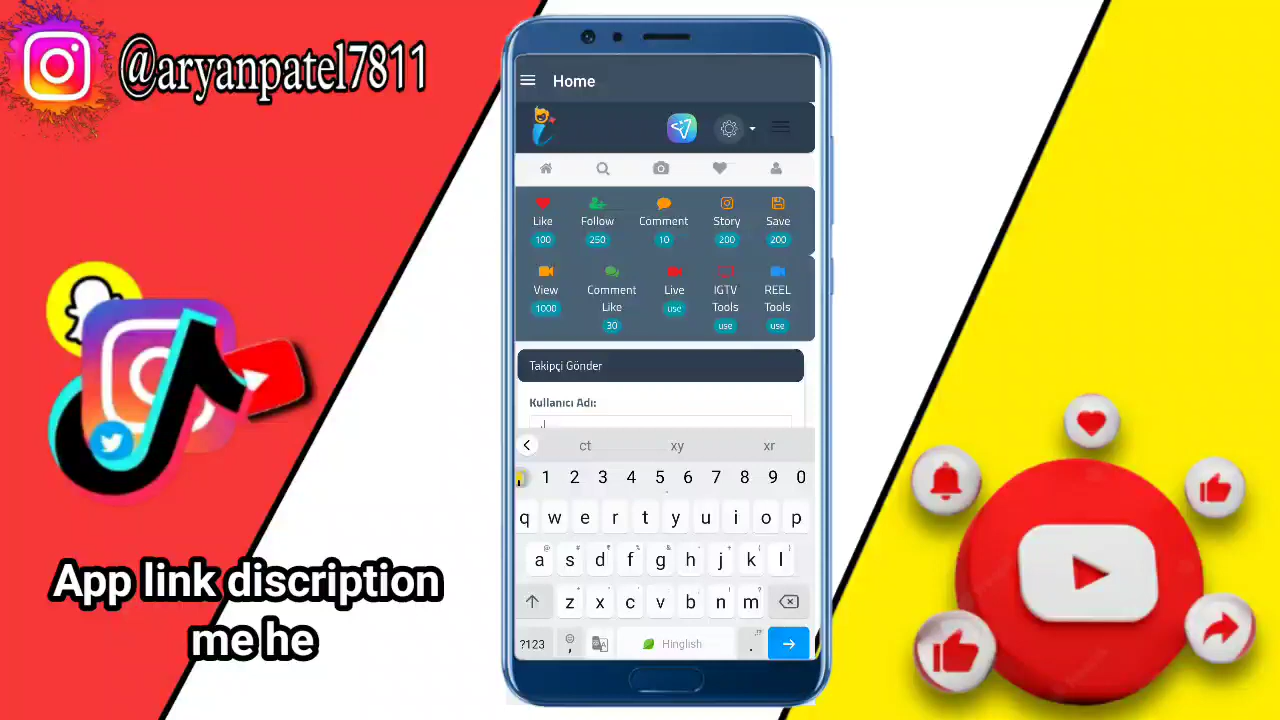 @aryanpatel7811
Home
Like
Follow
Comment
Story
Save
100
250
10
200
200
View
Comment Like
Live
IGTV Tools
REEL Tools
1000
30
use
use
use
Takipçi Gönder
Kullanıcı Adı:
ct xy xr
1 2 3 4 5 6 7 8 9 0
q w e r t y u i o p
a s d f g h j k l
z x c v b n m
?123 , Hinglish .
App link discription
me he